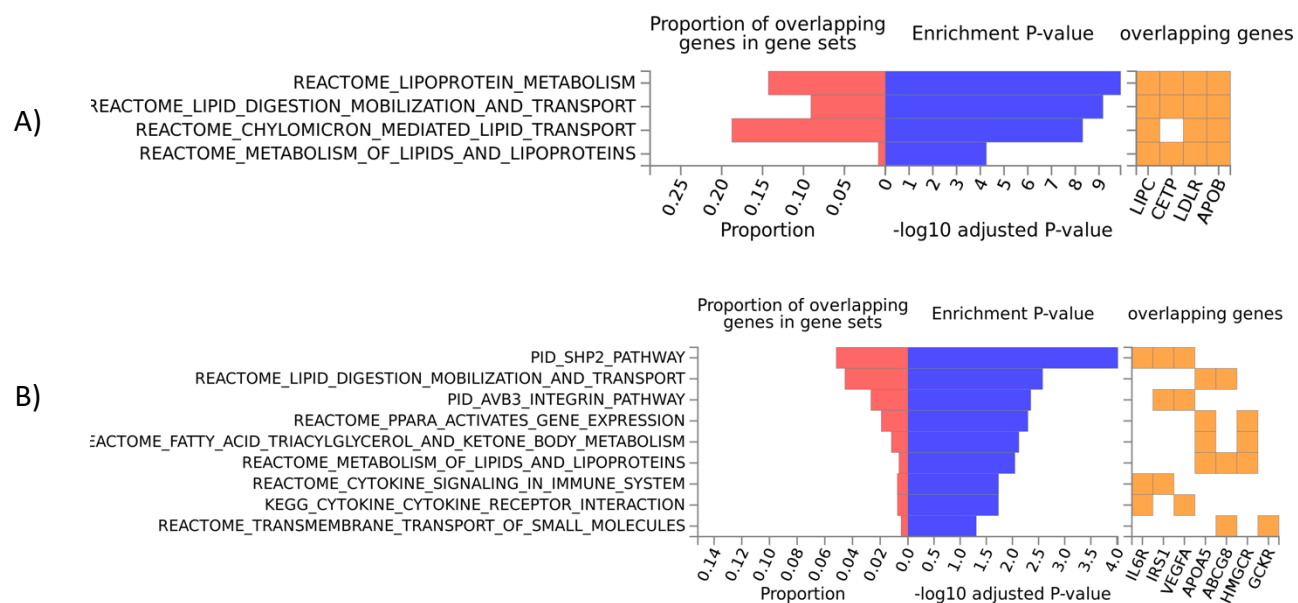 Proportion of overlapping
genes in gene sets
Enrichment P-value
overlapping genes
A)
REACTOME_LIPOPROTEIN_METABOLISM
REACTOME_LIPID_DIGESTION_MOBILIZATION_AND_TRANSPORT
REACTOME_CHYLOMICRON_MEDIATED_LIPID_TRANSPORT
REACTOME_METABOLISM_OF_LIPIDS_AND_LIPOPROTEINS
0.25 0.20 0.15 0.10 0.05 0 1 2 3 4 5 6 7 8 9
LIPC CETP LDLR APOB
Proportion
-log10 adjusted P-value
Proportion of overlapping
genes in gene sets
Enrichment P-value
overlapping genes
B)
PID_SHP2_PATHWAY
REACTOME_LIPID_DIGESTION_MOBILIZATION_AND_TRANSPORT
PID_AVB3_INTEGRIN_PATHWAY
REACTOME_PPARA_ACTIVATES_GENE_EXPRESSION
EACTOME_FATTY_ACID_TRIACYLGLYCEROL_AND_KETONE_BODY_METABOLISM
REACTOME_METABOLISM_OF_LIPIDS_AND_LIPOPROTEINS
REACTOME_CYTOKINE_SIGNALING_IN_IMMUNE_SYSTEM
KEGG_CYTOKINE_CYTOKINE_RECEPTOR_INTERACTION
REACTOME_TRANSMEMBRANE_TRANSPORT_OF_SMALL_MOLECULES
0.14 0.12 0.10 0.08 0.06 0.04 0.02 0.0 0.5 1.0 1.5 2.0 2.5 3.0 3.5 4.0
IL6R IRS1 VEGFA APOA5 ABCG8 HMGCR GCKR
Proportion
-log10 adjusted P-value